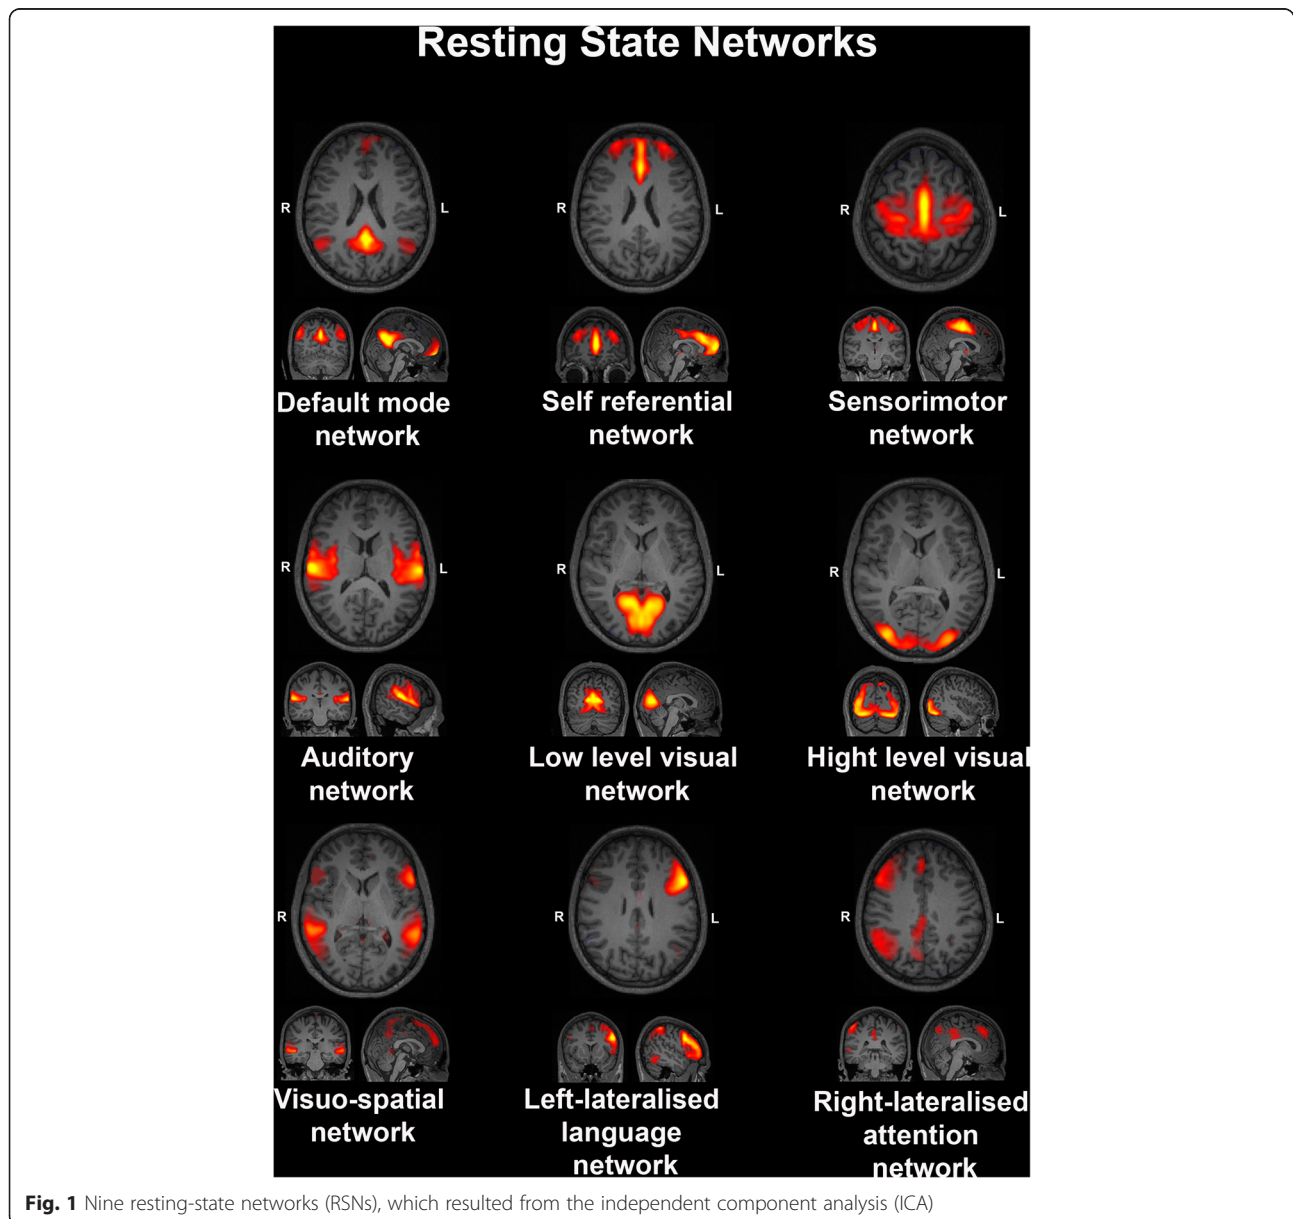 Resting State Networks
R
L
R
L
R
L
Default mode
network
Self referential
network
Sensorimotor
network
R
L
R
L
R
L
Auditory
network
Low level visual
network
Hight level visual
network
R
L
R
L
R
L
Visuo-spatial
network
Left-lateralised
language
network
Right-lateralised
attention
network
Fig. 1 Nine resting-state networks (RSNs), which resulted from the independent component analysis (ICA)